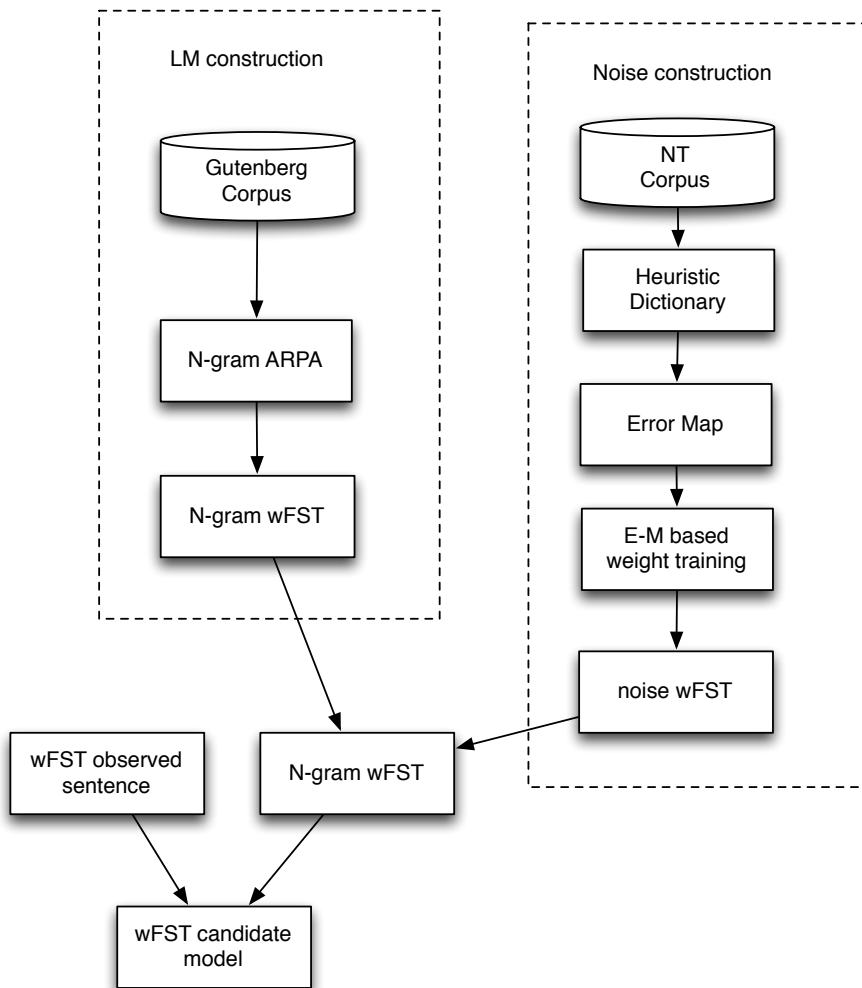 LM construction
Gutenberg
Corpus
N-gram ARPA
N-gram wFST
Noise construction
NT
Corpus
Heuristic
Dictionary
Error Map
E-M based
weight training
noise wFST
wFST observed
sentence
N-gram wFST
wFST candidate
model